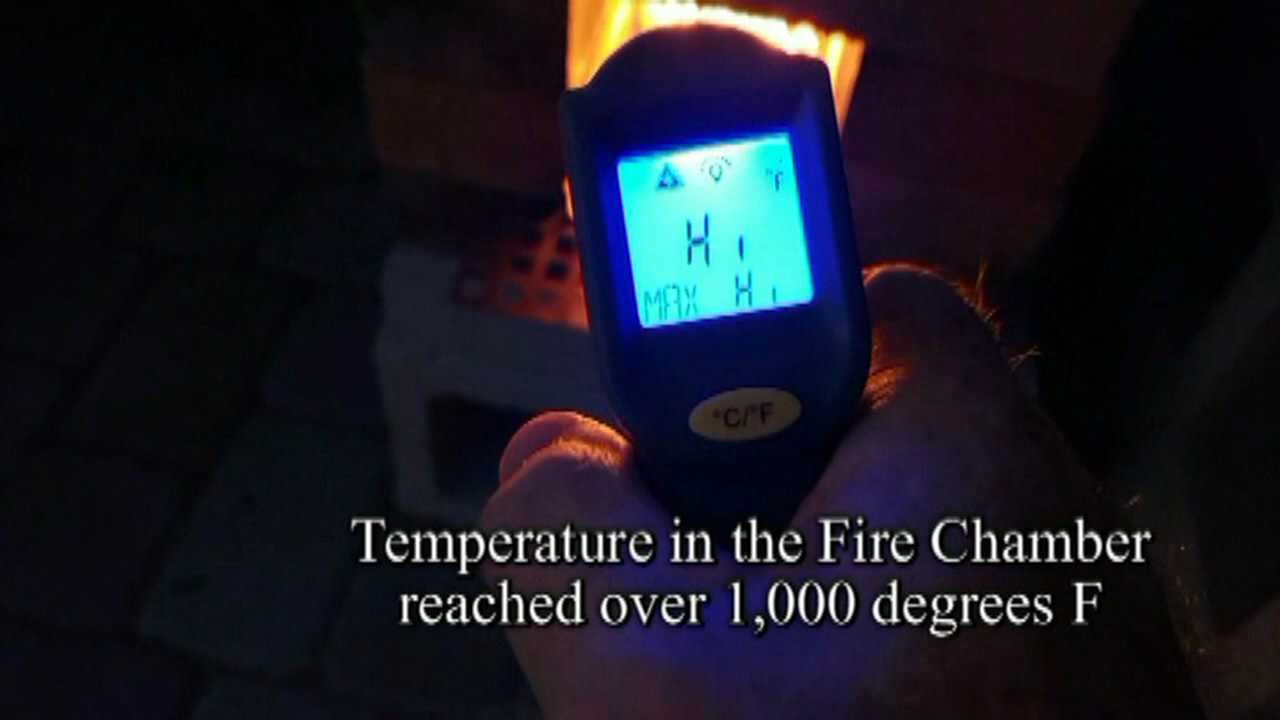 °F
Hi
MAX Hi
°C/°F
Temperature in the Fire Chamber
reached over 1,000 degrees F